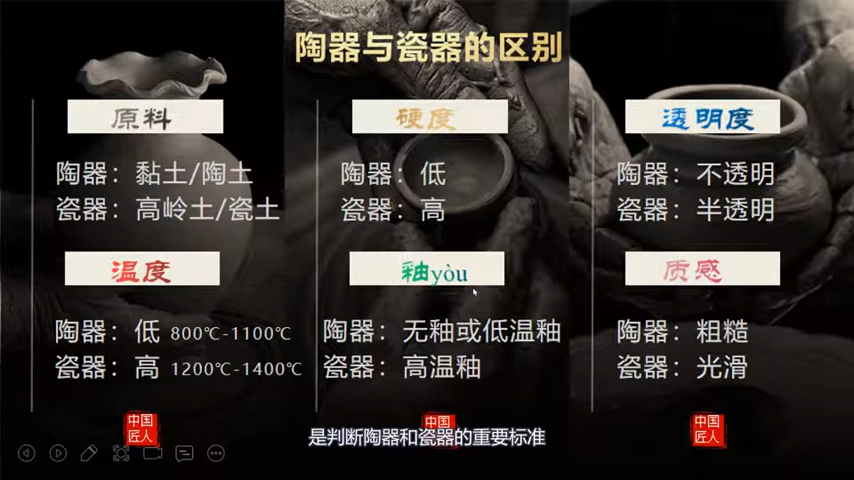 陶器与瓷器的区别
原料
陶器：黏土/陶土
瓷器：高岭土/瓷土
硬度
陶器：低
瓷器：高
透明度
陶器：不透明
瓷器：半透明
温度
陶器：低 800℃-1100℃
瓷器：高 1200℃-1400℃
釉yòu
陶器：无釉或低温釉
瓷器：高温釉
质感
陶器：粗糙
瓷器：光滑
中国
匠人
中国
匠人
中国
匠人
是判断陶器和瓷器的重要标准